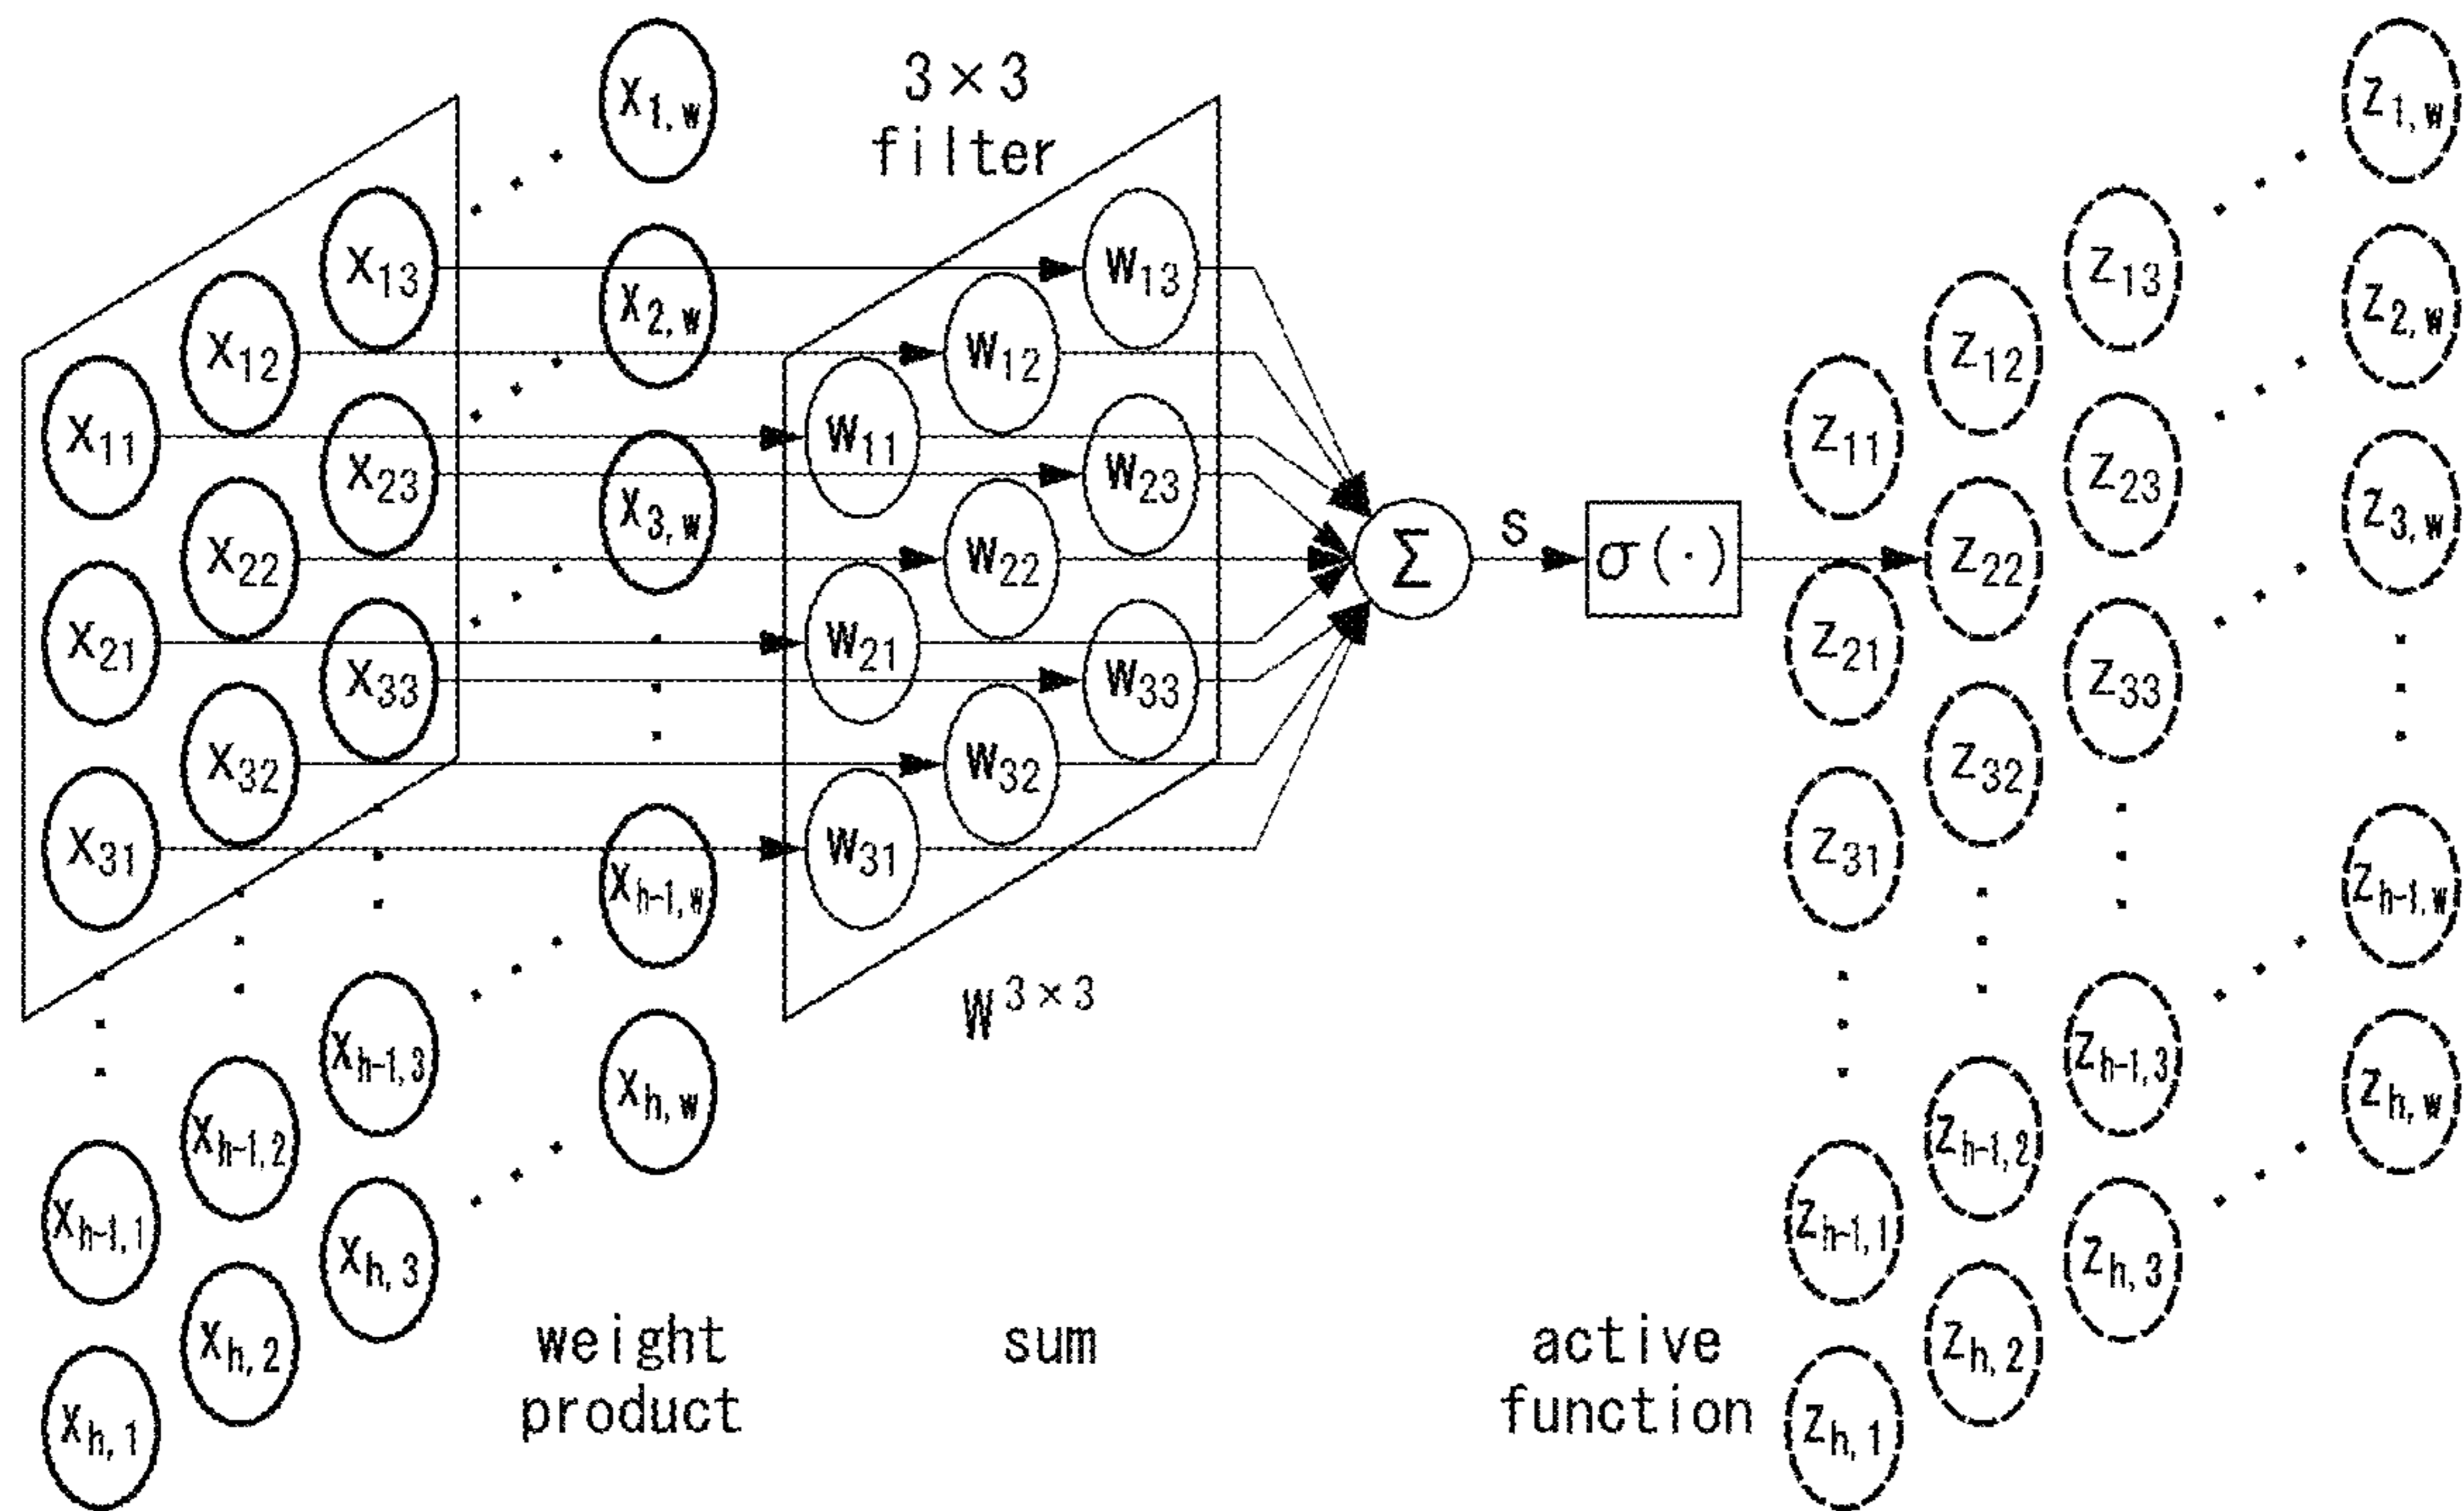 3×3
filter
x₁₁ x₁₂ x₁₃ x₁,w
x₂₁ x₂₂ x₂₃ x₂,w
x₃₁ x₃₂ x₃₃ x₃,w
xₕ₋₁,₁ xₕ₋₁,₂ xₕ₋₁,₃ xₕ₋₁,w
xₕ,₁ xₕ,₂ xₕ,₃ xₕ,w
w₁₁ w₁₂ w₁₃
w₂₁ w₂₂ w₂₃
w₃₁ w₃₂ w₃₃
W³ˣ³
Σ s σ(·)
z₁₁ z₁₂ z₁₃ z₁,w
z₂₁ z₂₂ z₂₃ z₂,w
z₃₁ z₃₂ z₃₃ z₃,w
zₕ₋₁,₁ zₕ₋₁,₂ zₕ₋₁,₃ zₕ₋₁,w
zₕ,₁ zₕ,₂ zₕ,₃ zₕ,w
weight
product
sum
active
function